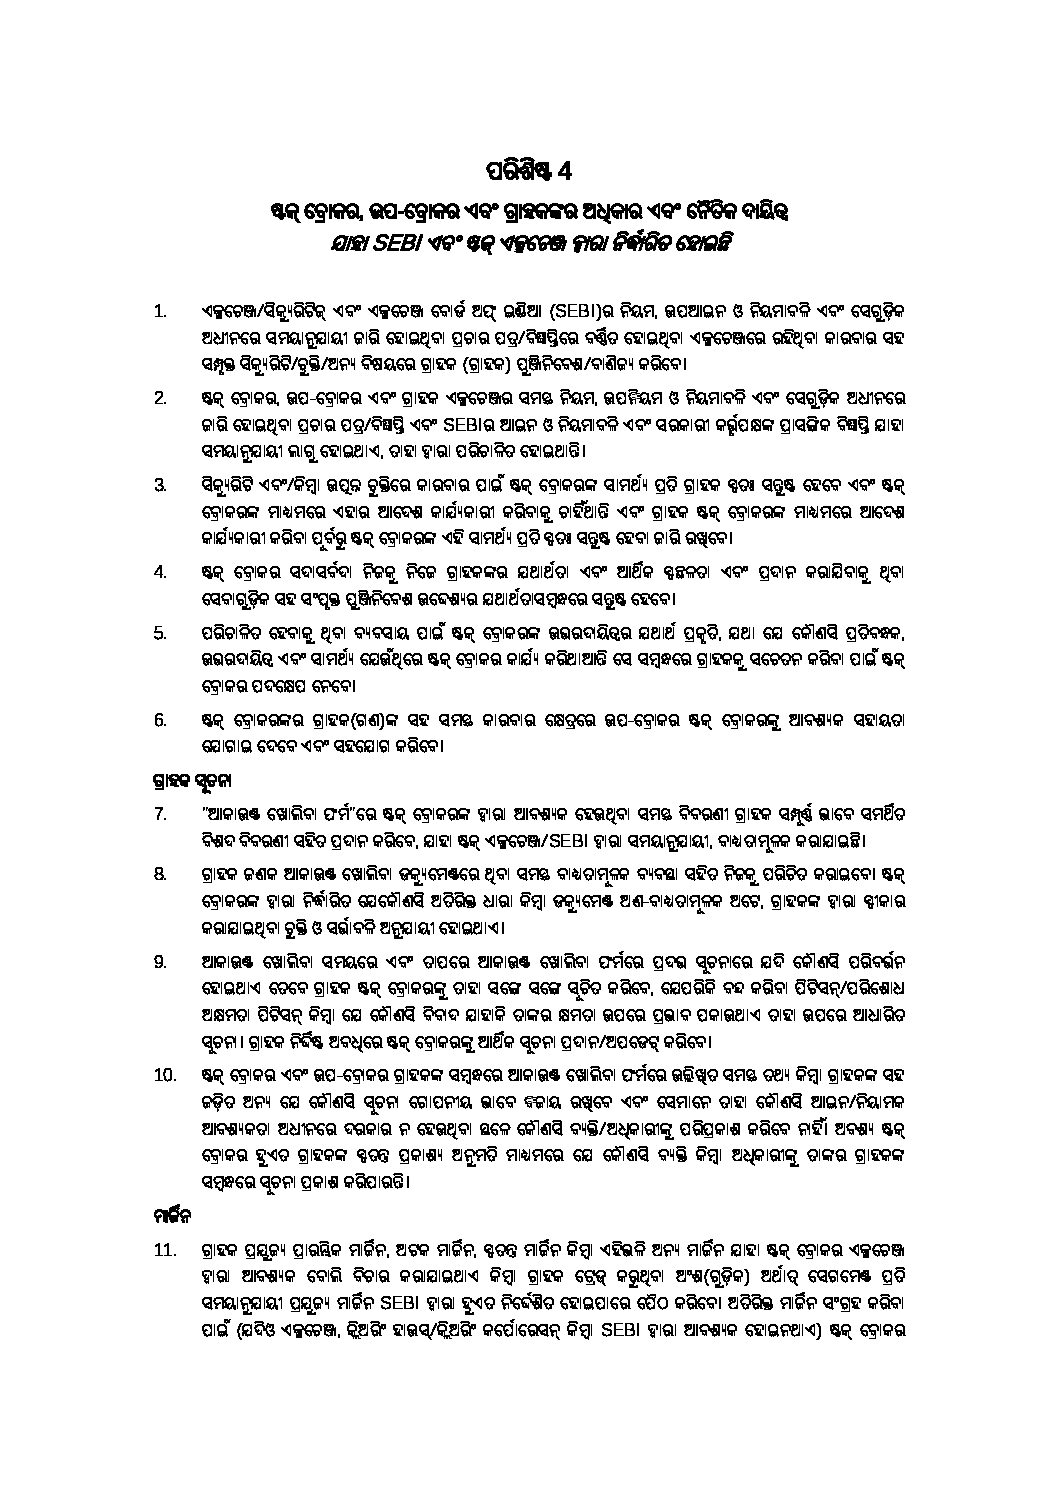 ପରିଶିଷ୍ଟ 4
ଷ୍ଟକ୍ ବ୍ରୋକର, ଉପ-ବ୍ରୋକର ଏବଂ ଗ୍ରାହକଙ୍କର ଅଧିକାର ଏବଂ ନୈତିକ ଦାୟିତ୍ଵ
ଯାହା SEBI ଏବଂ ଷ୍ଟକ୍ ଏକ୍ସଚେଞ୍ଜ ଦ୍ୱାରା ନିର୍ଦ୍ଧାରିତ ହୋଇଛି
1. ଏକ୍ସଚେଞ୍ଜ/ସିକ୍ୟୁରିଟିଜ୍ ଏବଂ ଏକ୍ସଚେଞ୍ଜ ବୋର୍ଡ ଅଫ୍ ଇଣ୍ଡିଆ (SEBI)ର ନିୟମ, ଉପଆଇନ ଓ ନିୟମାବଳି ଏବଂ ସେଗୁଡ଼ିକ
ଅଧୀନରେ ସମୟାନୁଯାୟୀ ଜାରି ହୋଇଥିବା ପ୍ରଚାର ପତ୍ର/ବିଜ୍ଞପ୍ତିରେ ବର୍ଣ୍ଣିତ ହୋଇଥିବା ଏକ୍ସଚେଞ୍ଜରେ ରହିଥିବା କାରବାର ସହ
ସମ୍ପୃକ୍ତ ସିକ୍ୟୁରିଟି/ଚୁକ୍ତି/ଅନ୍ୟ ବିଷୟରେ ଗ୍ରାହକ (ଗ୍ରାହକ) ପୁଞ୍ଜିନିବେଶ/ବାଣିଜ୍ୟ କରିବେ।
2. ଷ୍ଟକ୍ ବ୍ରୋକର, ଉପ-ବ୍ରୋକର ଏବଂ ଗ୍ରାହକ ଏକ୍ସଚେଞ୍ଜର ସମସ୍ତ ନିୟମ, ଉପନିୟମ ଓ ନିୟମାବଳି ଏବଂ ସେଗୁଡ଼ିକ ଅଧୀନରେ
ଜାରି ହୋଇଥିବା ପ୍ରଚାର ପତ୍ର/ବିଜ୍ଞପ୍ତି ଏବଂ SEBIର ଆଇନ ଓ ନିୟମାବଳି ଏବଂ ସରକାରୀ କର୍ତ୍ତୃପକ୍ଷଙ୍କ ପ୍ରାସଙ୍ଗିକ ବିଜ୍ଞପ୍ତି ଯାହା
ସମୟାନୁଯାୟୀ ଲାଗୁ ହୋଇଥାଏ, ତାହା ଦ୍ୱାରା ପରିଚାଳିତ ହୋଇଥାନ୍ତି।
3. ସିକ୍ୟୁରିଟି ଏବଂ/କିମ୍ବା ଉତ୍ପନ୍ନ ଚୁକ୍ତିରେ କାରବାର ପାଇଁ ଷ୍ଟକ୍ ବ୍ରୋକରଙ୍କ ସାମର୍ଥ୍ୟ ପ୍ରତି ଗ୍ରାହକ ସ୍ୱତଃ ସନ୍ତୁଷ୍ଟ ହେବେ ଏବଂ ଷ୍ଟକ୍
ବ୍ରୋକରଙ୍କ ମାଧ୍ୟମରେ ଏହାର ଆଦେଶ କାର୍ଯ୍ୟକାରୀ କରିବାକୁ ଚାହିଁଥାନ୍ତି ଏବଂ ଗ୍ରାହକ ଷ୍ଟକ୍ ବ୍ରୋକରଙ୍କ ମାଧ୍ୟମରେ ଆଦେଶ
କାର୍ଯ୍ୟକାରୀ କରିବା ପୂର୍ବରୁ ଷ୍ଟକ୍ ବ୍ରୋକରଙ୍କ ଏହି ସାମର୍ଥ୍ୟ ପ୍ରତି ସ୍ୱତଃ ସନ୍ତୁଷ୍ଟ ହେବା ଜାରି ରଖିବେ।
4. ଷ୍ଟକ୍ ବ୍ରୋକର ସଦାସର୍ବଦା ନିଜକୁ ନିଜେ ଗ୍ରାହକଙ୍କର ଯଥାର୍ଥତା ଏବଂ ଆର୍ଥିକ ସ୍ୱଚ୍ଛଳତା ଏବଂ ପ୍ରଦାନ କରାଯିବାକୁ ଥିବା
ସେବାଗୁଡ଼ିକ ସହ ସଂପୃକ୍ତ ପୁଞ୍ଜିନିବେଶ ଉଦ୍ଦେଶ୍ୟର ଯଥାର୍ଥତାସମ୍ବନ୍ଧରେ ସନ୍ତୁଷ୍ଟ ହେବେ।
5. ପରିଚାଳିତ ହେବାକୁ ଥିବା ବ୍ୟବସାୟ ପାଇଁ ଷ୍ଟକ୍ ବ୍ରୋକରଙ୍କ ଉତ୍ତରଦାୟିତ୍ୱର ଯଥାର୍ଥ ପ୍ରକୃତି, ଯଥା ଯେ କୌଣସି ପ୍ରତିବନ୍ଧକ,
ଉତ୍ତରଦାୟିତ୍ୱ ଏବଂ ସାମର୍ଥ୍ୟ ଯେଉଁଥିରେ ଷ୍ଟକ୍ ବ୍ରୋକର କାର୍ଯ୍ୟ କରିଥାଆନ୍ତି ସେ ସମ୍ବନ୍ଧରେ ଗ୍ରାହକକୁ ସଚେତନ କରିବା ପାଇଁ ଷ୍ଟକ୍
ବ୍ରୋକର ପଦକ୍ଷେପ ନେବେ।
6. ଷ୍ଟକ୍ ବ୍ରୋକରଙ୍କର ଗ୍ରାହକ(ଗଣ)ଙ୍କ ସହ ସମସ୍ତ କାରବାର କ୍ଷେତ୍ରରେ ଉପ-ବ୍ରୋକର ଷ୍ଟକ୍ ବ୍ରୋକରଙ୍କୁ ଆବଶ୍ୟକ ସହାୟତା
ଯୋଗାଇ ଦେବେ ଏବଂ ସହଯୋଗ କରିବେ।
ଗ୍ରାହକ ସୂଚନା
7. "ଆକାଉଣ୍ଟ ଖୋଲିବା ଫର୍ମ"ରେ ଷ୍ଟକ୍ ବ୍ରୋକରଙ୍କ ଦ୍ୱାରା ଆବଶ୍ୟକ ହେଉଥିବା ସମସ୍ତ ବିବରଣୀ ଗ୍ରାହକ ସମ୍ପୂର୍ଣ୍ଣ ଭାବେ ସମର୍ଥିତ
ବିଶଦ ବିବରଣୀ ସହିତ ପ୍ରଦାନ କରିବେ, ଯାହା ଷ୍ଟକ୍ ଏକ୍ସଚେଞ୍ଜ/SEBI ଦ୍ୱାରା ସମୟାନୁଯାୟୀ, ବାଧ୍ୟତାମୂଳକ କରାଯାଇଛି।
8. ଗ୍ରାହକ ଜଣକ ଆକାଉଣ୍ଟ ଖୋଲିବା ଡକ୍ୟୁମେଣ୍ଟରେ ଥିବା ସମସ୍ତ ବାଧ୍ୟତାମୂଳକ ବ୍ୟବସ୍ଥା ସହିତ ନିଜକୁ ପରିଚିତ କରାଇବେ। ଷ୍ଟକ୍
ବ୍ରୋକରଙ୍କ ଦ୍ୱାରା ନିର୍ଦ୍ଧାରିତ ଯେକୌଣସି ଅତିରିକ୍ତ ଧାରା କିମ୍ବା ଡକ୍ୟୁମେଣ୍ଟ ଅଣ-ବାଧ୍ୟତାମୂଳକ ଅଟେ, ଗ୍ରାହକଙ୍କ ଦ୍ୱାରା ସ୍ୱୀକାର
କରାଯାଇଥିବା ଚୁକ୍ତି ଓ ସର୍ତ୍ତାବଳି ଅନୁଯାୟୀ ହୋଇଥାଏ।
9. ଆକାଉଣ୍ଟ ଖୋଲିବା ସମୟରେ ଏବଂ ତାପରେ ଆକାଉଣ୍ଟ ଖୋଲିବା ଫର୍ମରେ ପ୍ରଦତ୍ତ ସୂଚନାରେ ଯଦି କୌଣସି ପରିବର୍ତ୍ତନ
ହୋଇଥାଏ ତେବେ ଗ୍ରାହକ ଷ୍ଟକ୍ ବ୍ରୋକରଙ୍କୁ ତାହା ସଙ୍ଗେ ସଙ୍ଗେ ସୂଚିତ କରିବେ, ଯେପରିକି ବନ୍ଦ କରିବା ପିଟିସନ୍/ପରିଶୋଧ
ଅକ୍ଷମତା ପିଟିସନ୍ କିମ୍ବା ଯେ କୌଣସି ବିବାଦ ଯାହାକି ତାଙ୍କର କ୍ଷମତା ଉପରେ ପ୍ରଭାବ ପକାଉଥାଏ ତାହା ଉପରେ ଆଧାରିତ
ସୂଚନା। ଗ୍ରାହକ ନିର୍ଦ୍ଦିଷ୍ଟ ଅବଧିରେ ଷ୍ଟକ୍ ବ୍ରୋକରଙ୍କୁ ଆର୍ଥିକ ସୂଚନା ପ୍ରଦାନ/ଅପଡେଟ୍ କରିବେ।
10. ଷ୍ଟକ୍ ବ୍ରୋକର ଏବଂ ଉପ-ବ୍ରୋକର ଗ୍ରାହକଙ୍କ ସମ୍ବନ୍ଧରେ ଆକାଉଣ୍ଟ ଖୋଲିବା ଫର୍ମରେ ଉଲ୍ଲିଖିତ ସମସ୍ତ ତଥ୍ୟ କିମ୍ବା ଗ୍ରାହକଙ୍କ ସହ
ଜଡ଼ିତ ଅନ୍ୟ ଯେ କୌଣସି ସୂଚନା ଗୋପନୀୟ ଭାବେ ବଜାୟ ରଖିବେ ଏବଂ ସେମାନେ ତାହା କୌଣସି ଆଇନ/ନିୟାମକ
ଆବଶ୍ୟକତା ଅଧୀନରେ ଦରକାର ନ ହେଉଥିବା ସ୍ଥଳେ କୌଣସି ବ୍ୟକ୍ତି/ଅଧିକାରୀଙ୍କୁ ପରିପ୍ରକାଶ କରିବେ ନାହିଁ। ଅବଶ୍ୟ ଷ୍ଟକ୍
ବ୍ରୋକର ହୁଏତ ଗ୍ରାହକଙ୍କ ସ୍ୱତନ୍ତ୍ର ପ୍ରକାଶ୍ୟ ଅନୁମତି ମାଧ୍ୟମରେ ଯେ କୌଣସି ବ୍ୟକ୍ତି କିମ୍ବା ଅଧିକାରୀଙ୍କୁ ତାଙ୍କର ଗ୍ରାହକଙ୍କ
ସମ୍ବନ୍ଧରେ ସୂଚନା ପ୍ରକାଶ କରିପାରନ୍ତି।
ମାର୍ଜିନ
11. ଗ୍ରାହକ ପ୍ରଯୁଜ୍ୟ ପ୍ରାରମ୍ଭିକ ମାର୍ଜିନ, ଅଟକ ମାର୍ଜିନ, ସ୍ୱତନ୍ତ୍ର ମାର୍ଜିନ କିମ୍ବା ଏହିଭଳି ଅନ୍ୟ ମାର୍ଜିନ ଯାହା ଷ୍ଟକ୍ ବ୍ରୋକର ଏକ୍ସଚେଞ୍ଜ
ଦ୍ୱାରା ଆବଶ୍ୟକ ବୋଲି ବିଚାର କରାଯାଇଥାଏ କିମ୍ବା ଗ୍ରାହକ ଟ୍ରେଡ୍ କରୁଥିବା ଅଂଶ(ଗୁଡ଼ିକ) ଅର୍ଥାତ୍ ସେଗମେଣ୍ଟ ପ୍ରତି
ସମୟାନୁଯାୟୀ ପ୍ରଯୁଜ୍ୟ ମାର୍ଜିନ SEBI ଦ୍ୱାରା ହୁଏତ ନିର୍ଦ୍ଦେଶିତ ହୋଇପାରେ ପୈଠ କରିବେ। ଅତିରିକ୍ତ ମାର୍ଜିନ ସଂଗ୍ରହ କରିବା
ପାଇଁ (ଯଦିଓ ଏକ୍ସଚେଞ୍ଜ, କ୍ଲିଅରିଂ ହାଉସ୍/କ୍ଲିଅରିଂ କର୍ପୋରେସନ୍ କିମ୍ବା SEBI ଦ୍ୱାରା ଆବଶ୍ୟକ ହୋଇନଥାଏ) ଷ୍ଟକ୍ ବ୍ରୋକର